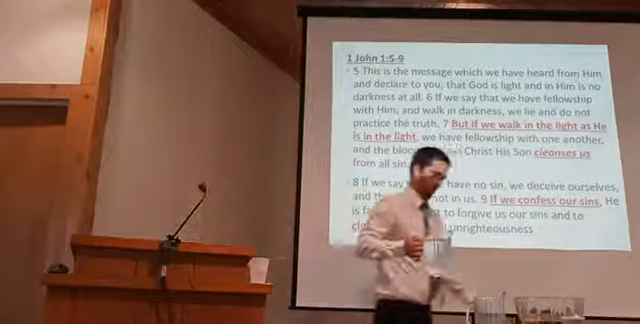 1 John 1:5-9
5 This is the message which we have heard from Him
and declare to you, that God is light and in Him is no
darkness at all. 6 If we say that we have fellowship
with Him, and walk in darkness, we lie and do not
practice the truth. 7 But if we walk in the light as He
is in the light, we have fellowship with one another,
and the blood Christ His Son cleanses us
from all sin
8 If we say have no sin, we deceive ourselves,
and not in us. 9 If we confess our sins, He
is to forgive us our sins and to
unrighteousness